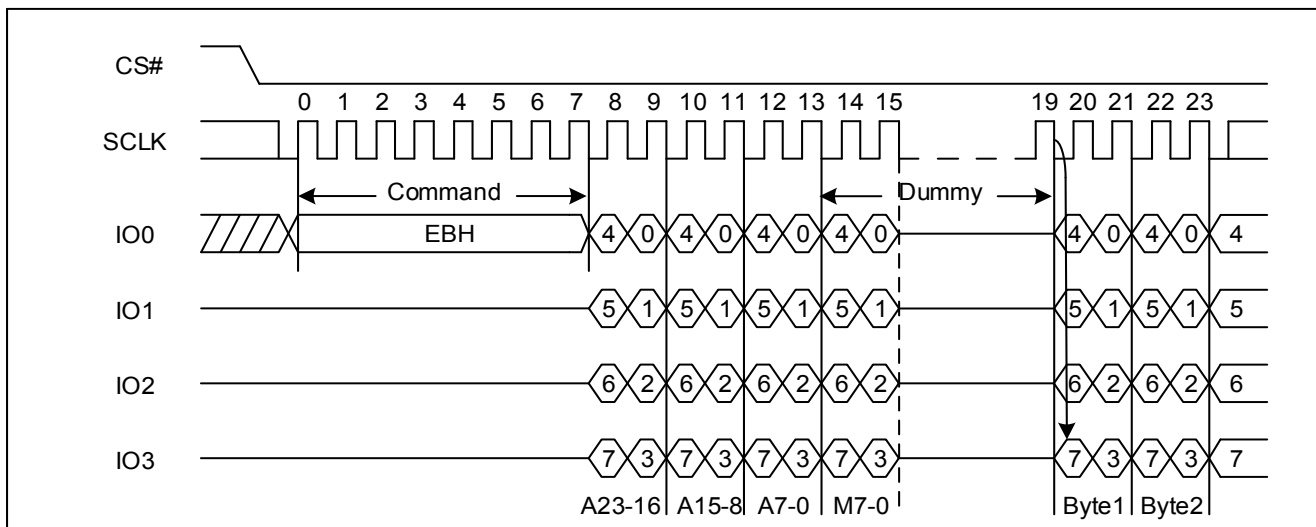 CS#
0 1 2 3 4 5 6 7 8 9 10 11 12 13 14 15 19 20 21 22 23
SCLK
Command Dummy
IO0 EBH 4 0 4 0 4 0 4 0 4 0 4 0 4
IO1 5 1 5 1 5 1 5 1 5 1 5 1 5
IO2 6 2 6 2 6 2 6 2 6 2 6 2 6
IO3 7 3 7 3 7 3 7 3 7 3 7 3 7
A23-16 A15-8 A7-0 M7-0 Byte1 Byte2